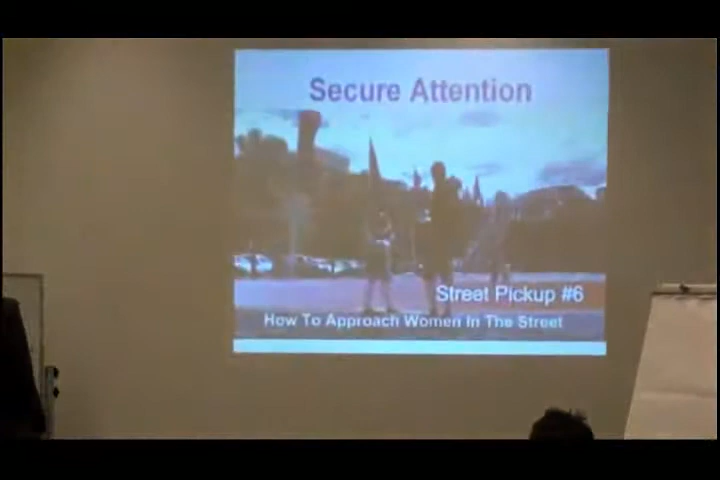 Secure Attention
Street Pickup #6
How To Approach Women In The Street